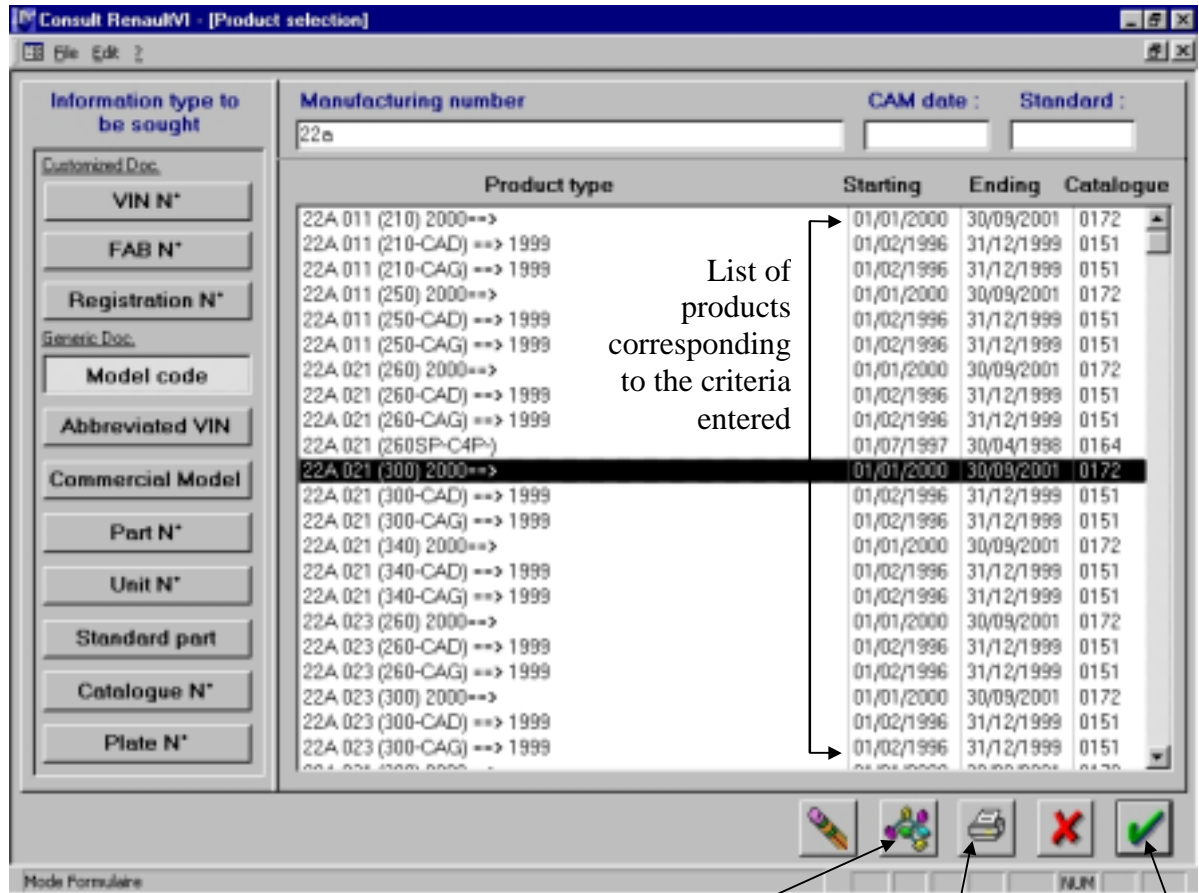 Consult RenaultVI - [Product selection]
File Edit ?
Information type to
be sought
Customized Doc.
VIN N°
FAB N°
Registration N°
Generic Doc.
Model code
Abbreviated VIN
Commercial Model
Part N°
Unit N°
Standard part
Catalogue N°
Plate N°
Manufacturing number CAM date : Standard :
22a
Product type Starting Ending Catalogue
22A 011 (210) 2000==> 01/01/2000 30/09/2001 0172
22A 011 (210-CAD) ==> 1999 01/02/1996 31/12/1999 0151
22A 011 (210-CAG) ==> 1999 01/02/1996 31/12/1999 0151
22A 011 (250) 2000==> 01/01/2000 30/09/2001 0172
22A 011 (250-CAD) ==> 1999 01/02/1996 31/12/1999 0151
22A 011 (250-CAG) ==> 1999 01/02/1996 31/12/1999 0151
22A 021 (260) 2000==> 01/01/2000 30/09/2001 0172
22A 021 (260-CAD) ==> 1999 01/02/1996 31/12/1999 0151
22A 021 (260-CAG) ==> 1999 01/02/1996 31/12/1999 0151
22A 021 (260SP-C4P-) 01/07/1997 30/04/1998 0164
22A 021 (300) 2000==> 01/01/2000 30/09/2001 0172
22A 021 (300-CAD) ==> 1999 01/02/1996 31/12/1999 0151
22A 021 (300-CAG) ==> 1999 01/02/1996 31/12/1999 0151
22A 021 (340) 2000==> 01/01/2000 30/09/2001 0172
22A 021 (340-CAD) ==> 1999 01/02/1996 31/12/1999 0151
22A 021 (340-CAG) ==> 1999 01/02/1996 31/12/1999 0151
22A 023 (260) 2000==> 01/01/2000 30/09/2001 0172
22A 023 (260-CAD) ==> 1999 01/02/1996 31/12/1999 0151
22A 023 (260-CAG) ==> 1999 01/02/1996 31/12/1999 0151
22A 023 (300) 2000==> 01/01/2000 30/09/2001 0172
22A 023 (300-CAD) ==> 1999 01/02/1996 31/12/1999 0151
22A 023 (300-CAG) ==> 1999 01/02/1996 31/12/1999 0151
List of
products
corresponding
to the criteria
entered
Mode Formulaire NUM